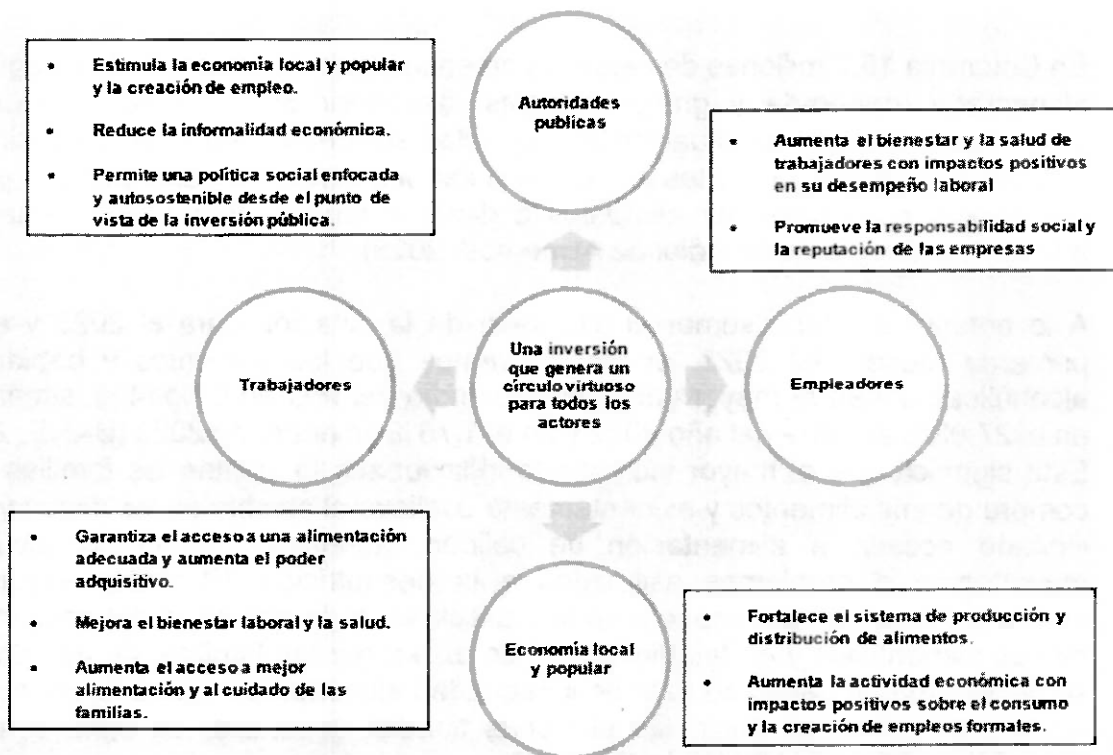 • Estimula la economía local y popular
y la creación de empleo.
• Reduce la informalidad económica.
• Permite una política social enfocada
y autosostenible desde el punto de
vista de la inversión pública.
Autoridades
publicas
• Aumenta el bienestar y la salud de
trabajadores con impactos positivos
en su desempeño laboral
• Promueve la responsabilidad social y
la reputación de las empresas
Trabajadores
Una inversión
que genera un
círculo virtuoso
para todos los
actores
Empleadores
• Garantiza el acceso a una alimentación
adecuada y aumenta el poder
adquisitivo.
• Mejora el bienestar laboral y la salud.
• Aumenta el acceso a mejor
alimentación y al cuidado de las
familias.
Economía local
y popular
• Fortalece el sistema de producción y
distribución de alimentos.
• Aumenta la actividad económica con
impactos positivos sobre el consumo
y la creación de empleos formales.